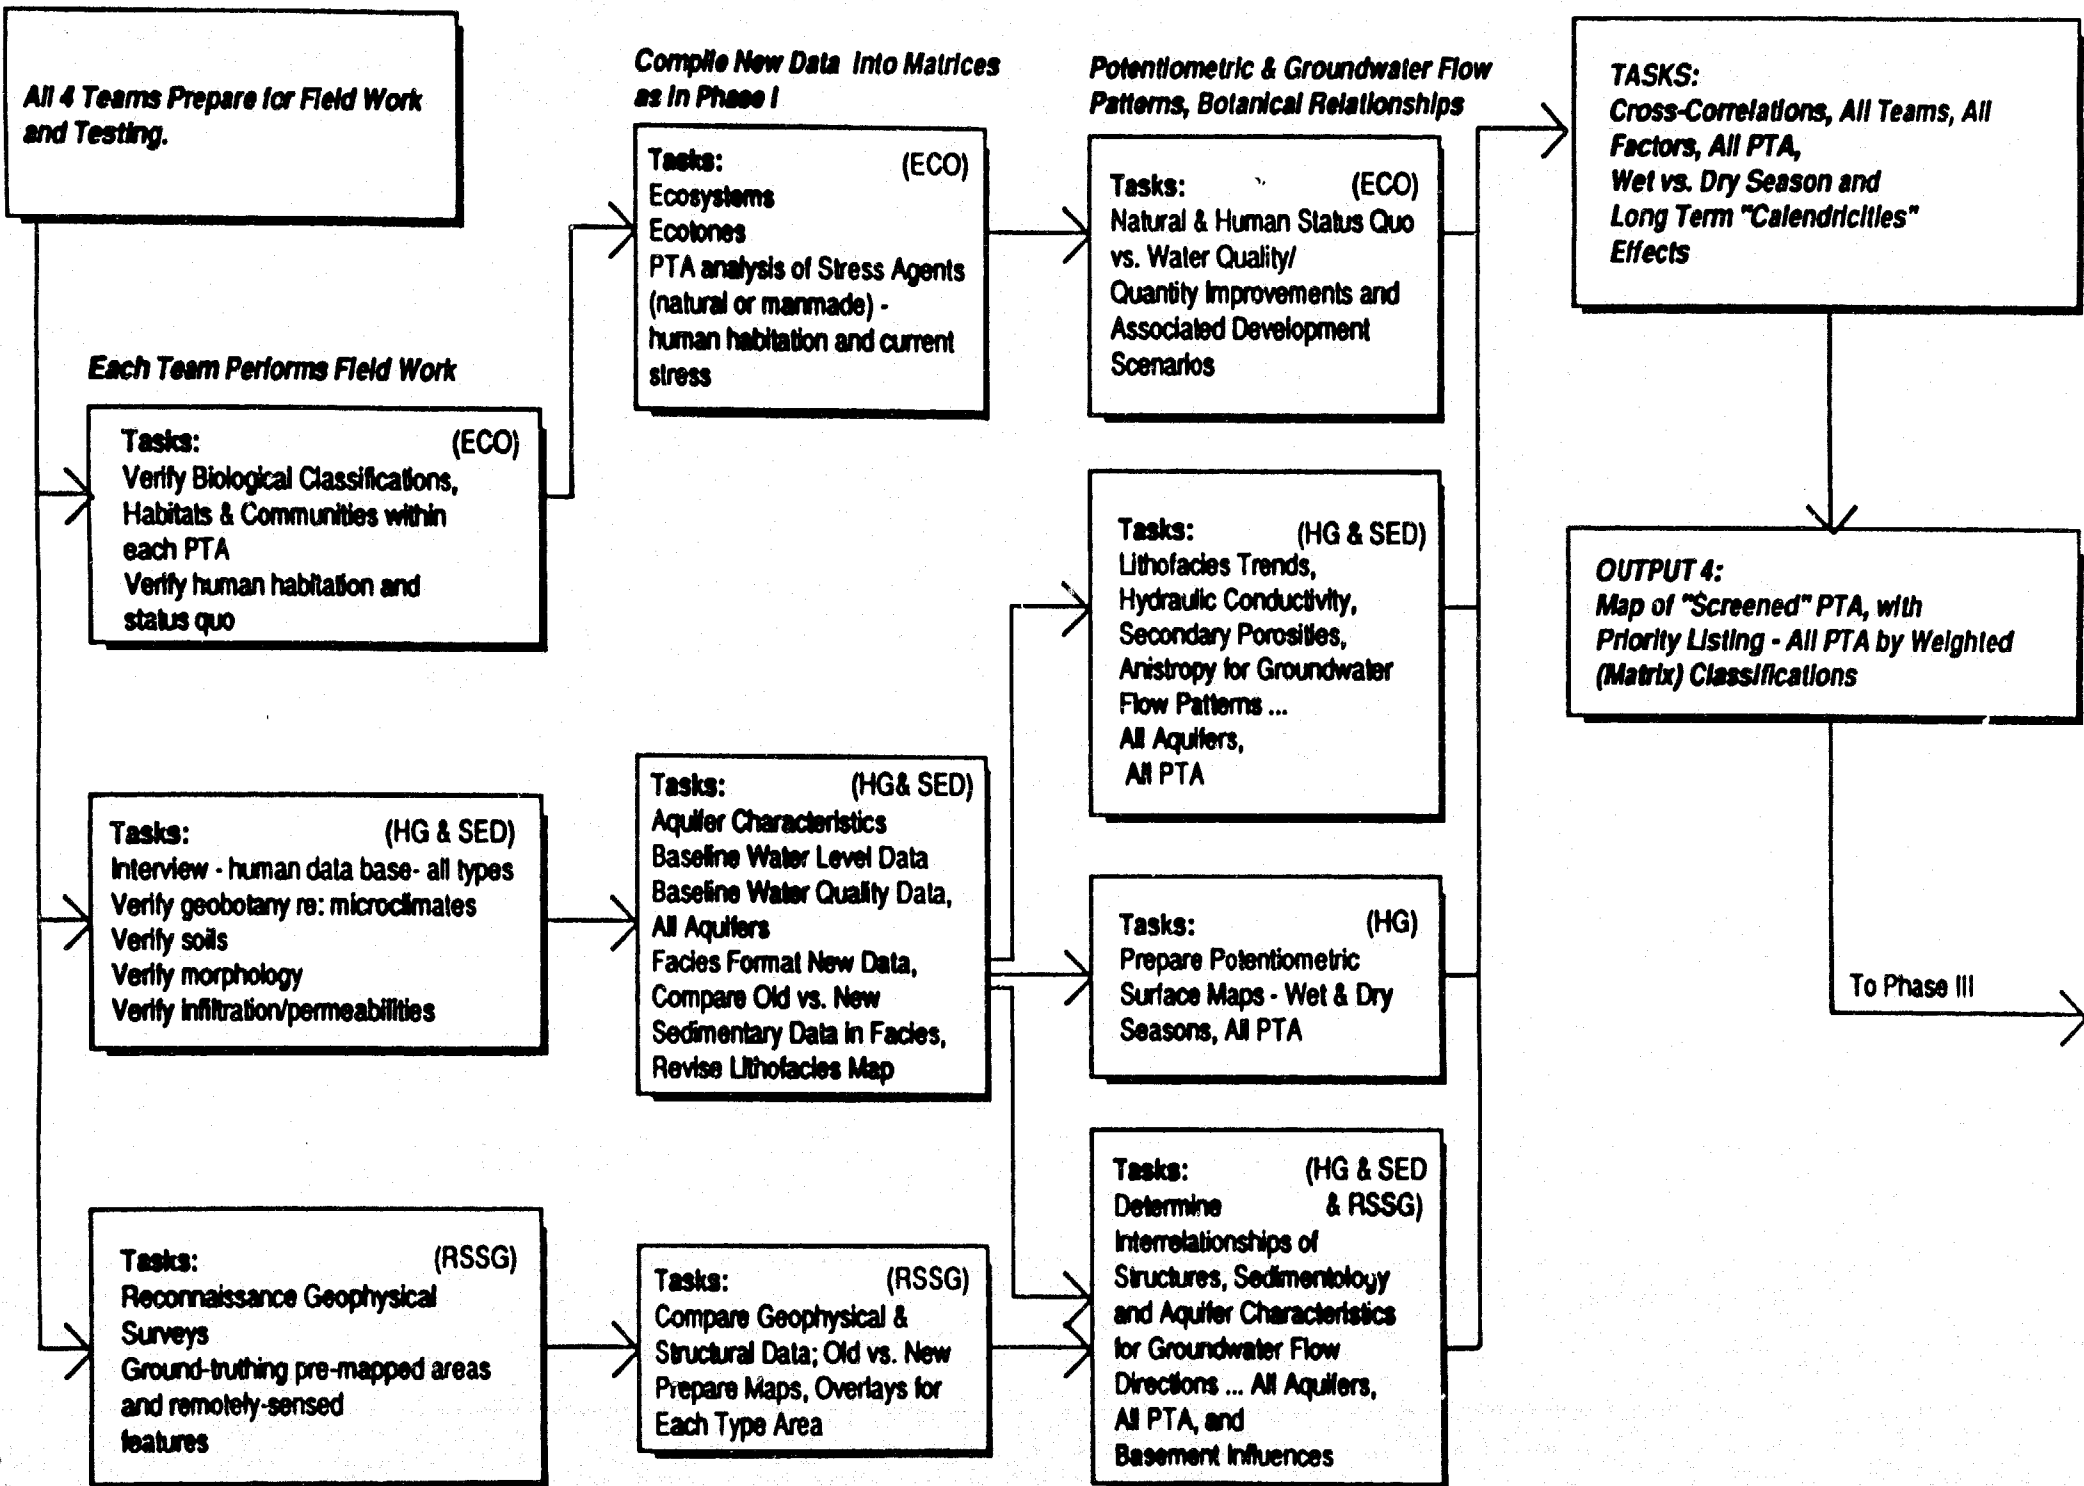 All 4 Teams Prepare for Field Work
and Testing.
Each Team Performs Field Work
Tasks: (ECO)
Verify Biological Classifications,
Habitats & Communities within
each PTA
Verify human habitation and
status quo
Tasks: (HG & SED)
Interview - human data base- all types
Verify geobotany re: microclimates
Verify soils
Verify morphology
Verify infiltration/permeabilities
Tasks: (RSSG)
Reconnaissance Geophysical
Surveys
Ground-truthing pre-mapped areas
and remotely-sensed
features
Compile New Data Into Matrices
as in Phase I
Tasks: (ECO)
Ecosystems
Ecotones
PTA analysis of Stress Agents
(natural or manmade) -
human habitation and current
stress
Tasks: (HG& SED)
Aquifer Characteristics
Baseline Water Level Data
Baseline Water Quality Data,
All Aquifers
Facies Format New Data,
Compare Old vs. New
Sedimentary Data in Facies,
Revise Lithofacies Map
Tasks: (RSSG)
Compare Geophysical &
Structural Data; Old vs. New
Prepare Maps, Overlays for
Each Type Area
Potentiometric & Groundwater Flow
Patterns, Botanical Relationships
Tasks: (ECO)
Natural & Human Status Quo
vs. Water Quality/
Quantity Improvements and
Associated Development
Scenarios
Tasks: (HG & SED)
Lithofacies Trends,
Hydraulic Conductivity,
Secondary Porosities,
Anistropy for Groundwater
Flow Patterns ...
All Aquifers,
All PTA
Tasks: (HG)
Prepare Potentiometric
Surface Maps - Wet & Dry
Seasons, All PTA
Tasks: (HG & SED
Determine & RSSG)
Interrelationships of
Structures, Sedimentology
and Aquifer Characteristics
for Groundwater Flow
Directions ... All Aquifers,
All PTA, and
Basement Influences
TASKS:
Cross-Correlations, All Teams, All
Factors, All PTA,
Wet vs. Dry Season and
Long Term "Calendricities"
Effects
OUTPUT 4:
Map of "Screened" PTA, with
Priority Listing - All PTA by Weighted
(Matrix) Classifications
To Phase III